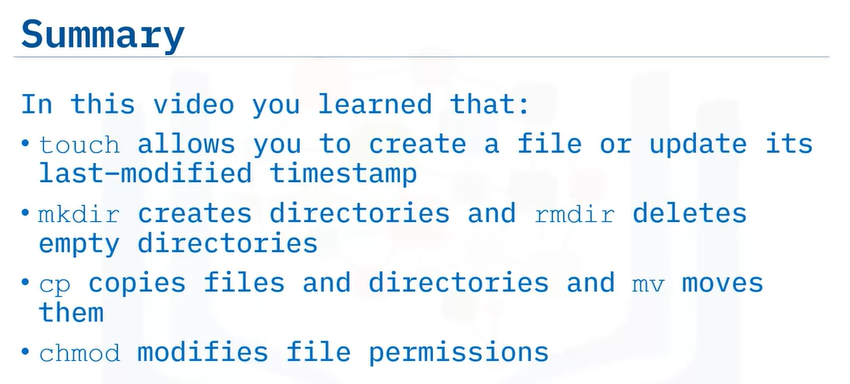 Summary
In this video you learned that:
• touch allows you to create a file or update its
last-modified timestamp
• mkdir creates directories and rmdir deletes
empty directories
• cp copies files and directories and mv moves
them
• chmod modifies file permissions